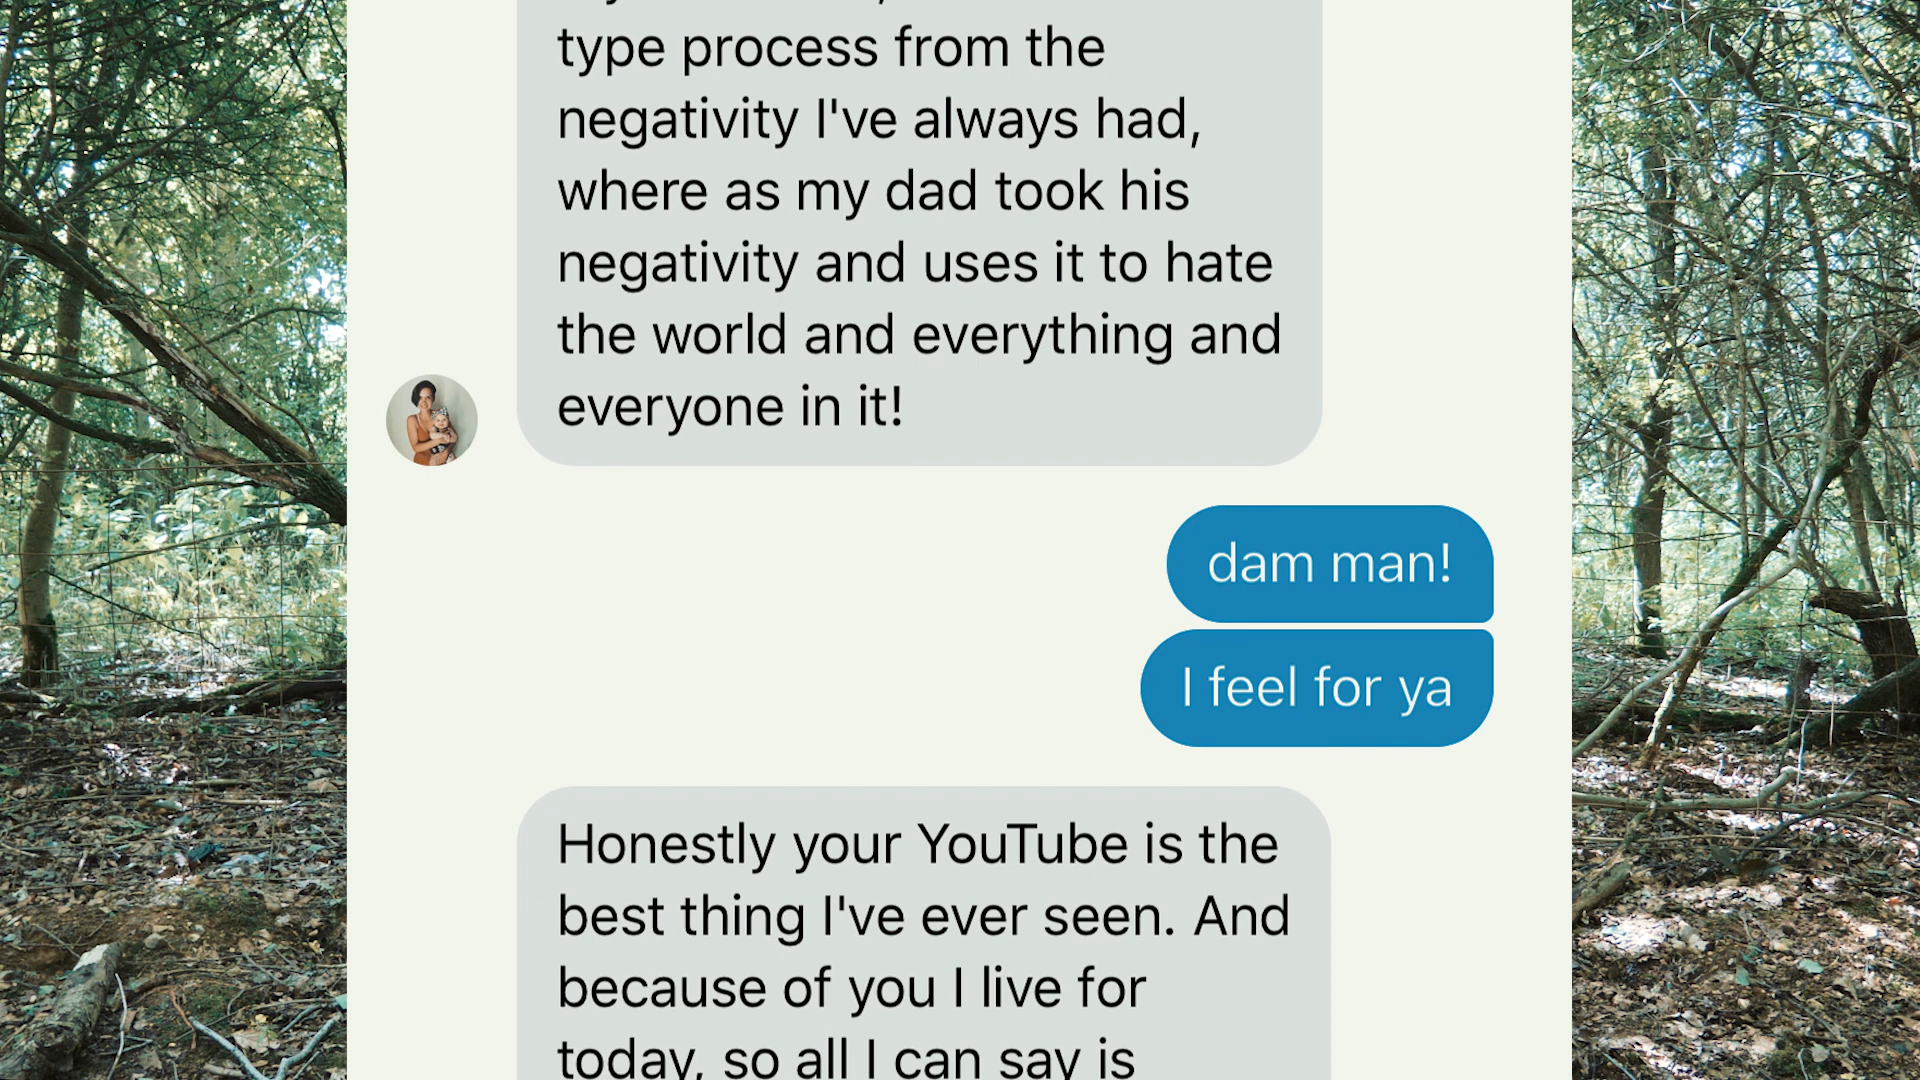 type process from the
negativity I've always had,
where as my dad took his
negativity and uses it to hate
the world and everything and
everyone in it!
dam man!
I feel for ya
Honestly your YouTube is the
best thing I've ever seen. And
because of you I live for
today, so all I can say is